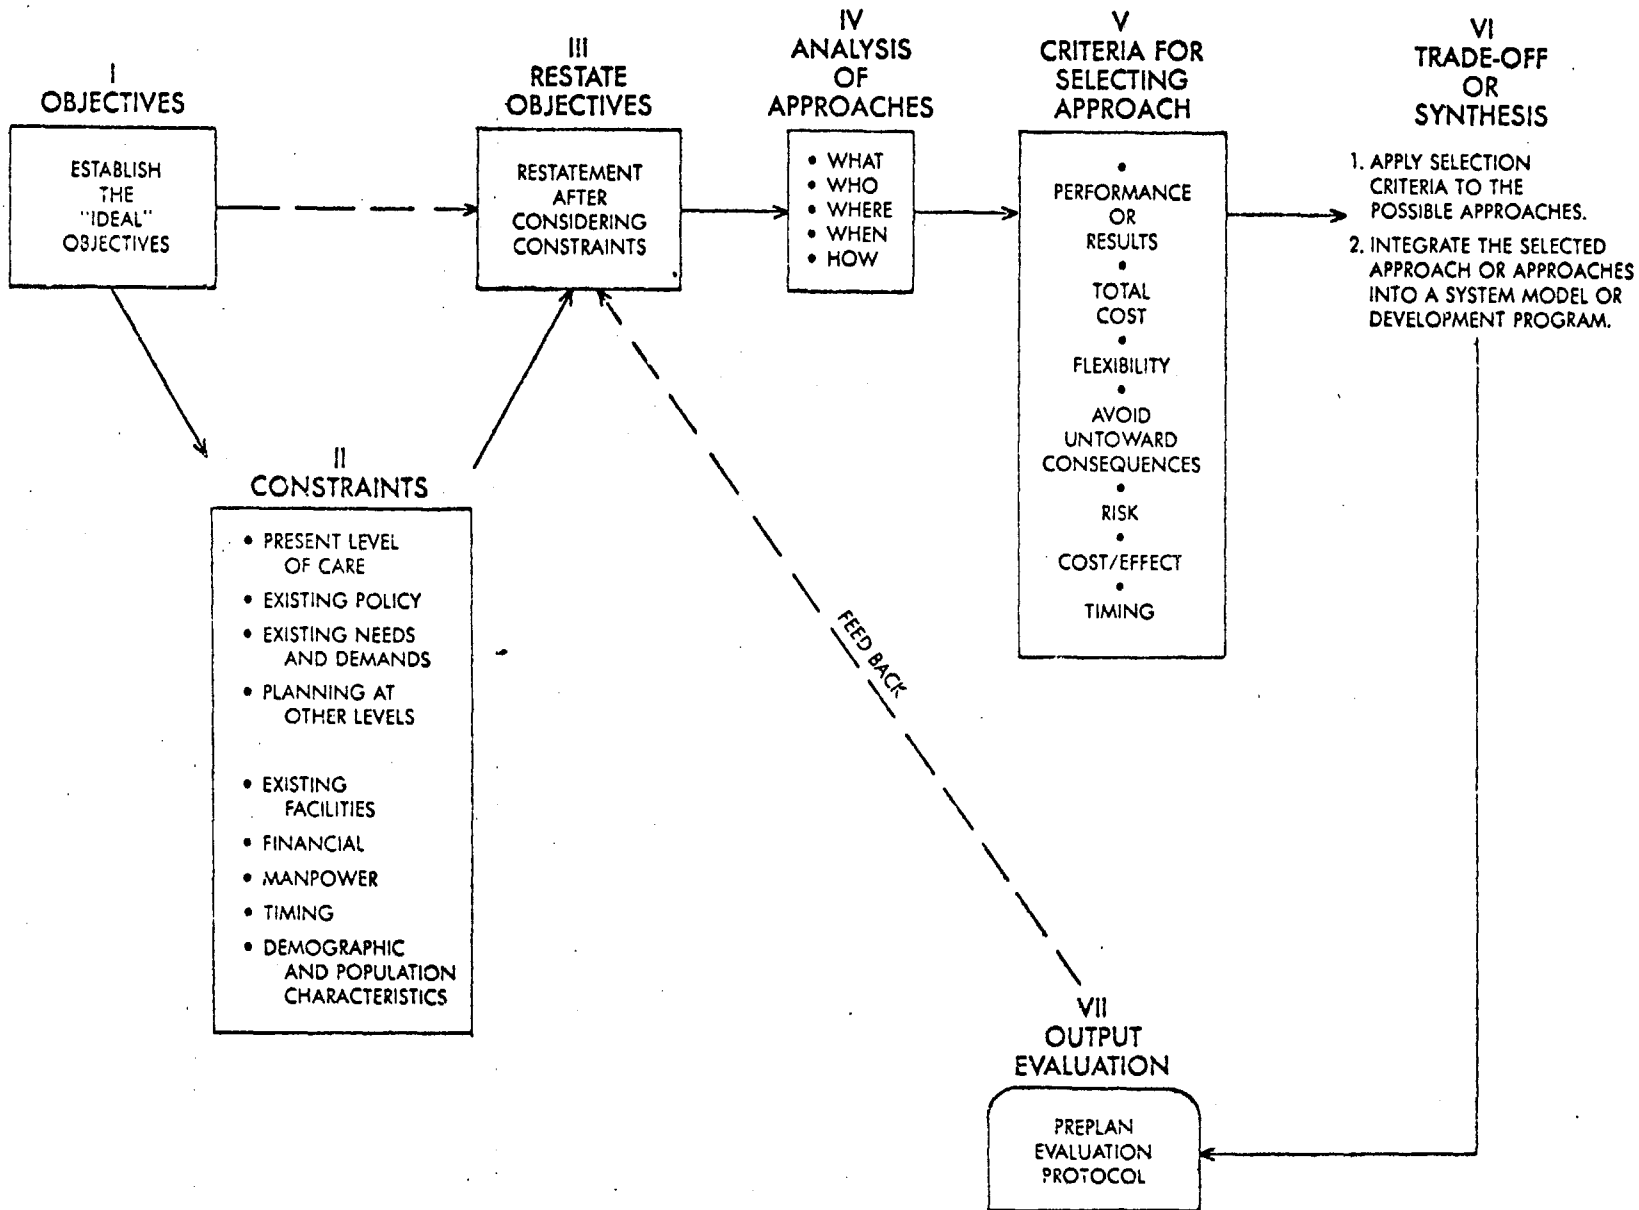 I
OBJECTIVES
ESTABLISH
THE
"IDEAL"
OBJECTIVES
II
CONSTRAINTS
• PRESENT LEVEL
OF CARE
• EXISTING POLICY
• EXISTING NEEDS
AND DEMANDS
• PLANNING AT
OTHER LEVELS
• EXISTING
FACILITIES
• FINANCIAL
• MANPOWER
• TIMING
• DEMOGRAPHIC
AND POPULATION
CHARACTERISTICS
III
RESTATE
OBJECTIVES
RESTATEMENT
AFTER
CONSIDERING
CONSTRAINTS
IV
ANALYSIS
OF
APPROACHES
• WHAT
• WHO
• WHERE
• WHEN
• HOW
V
CRITERIA FOR
SELECTING
APPROACH
•
PERFORMANCE
OR
RESULTS
•
TOTAL
COST
•
FLEXIBILITY
•
AVOID
UNTOWARD
CONSEQUENCES
•
RISK
•
COST/EFFECT
•
TIMING
VI
TRADE-OFF
OR
SYNTHESIS
1. APPLY SELECTION
CRITERIA TO THE
POSSIBLE APPROACHES.
2. INTEGRATE THE SELECTED
APPROACH OR APPROACHES
INTO A SYSTEM MODEL OR
DEVELOPMENT PROGRAM.
VII
OUTPUT
EVALUATION
PREPLAN
EVALUATION
PROTOCOL
FEED BACK